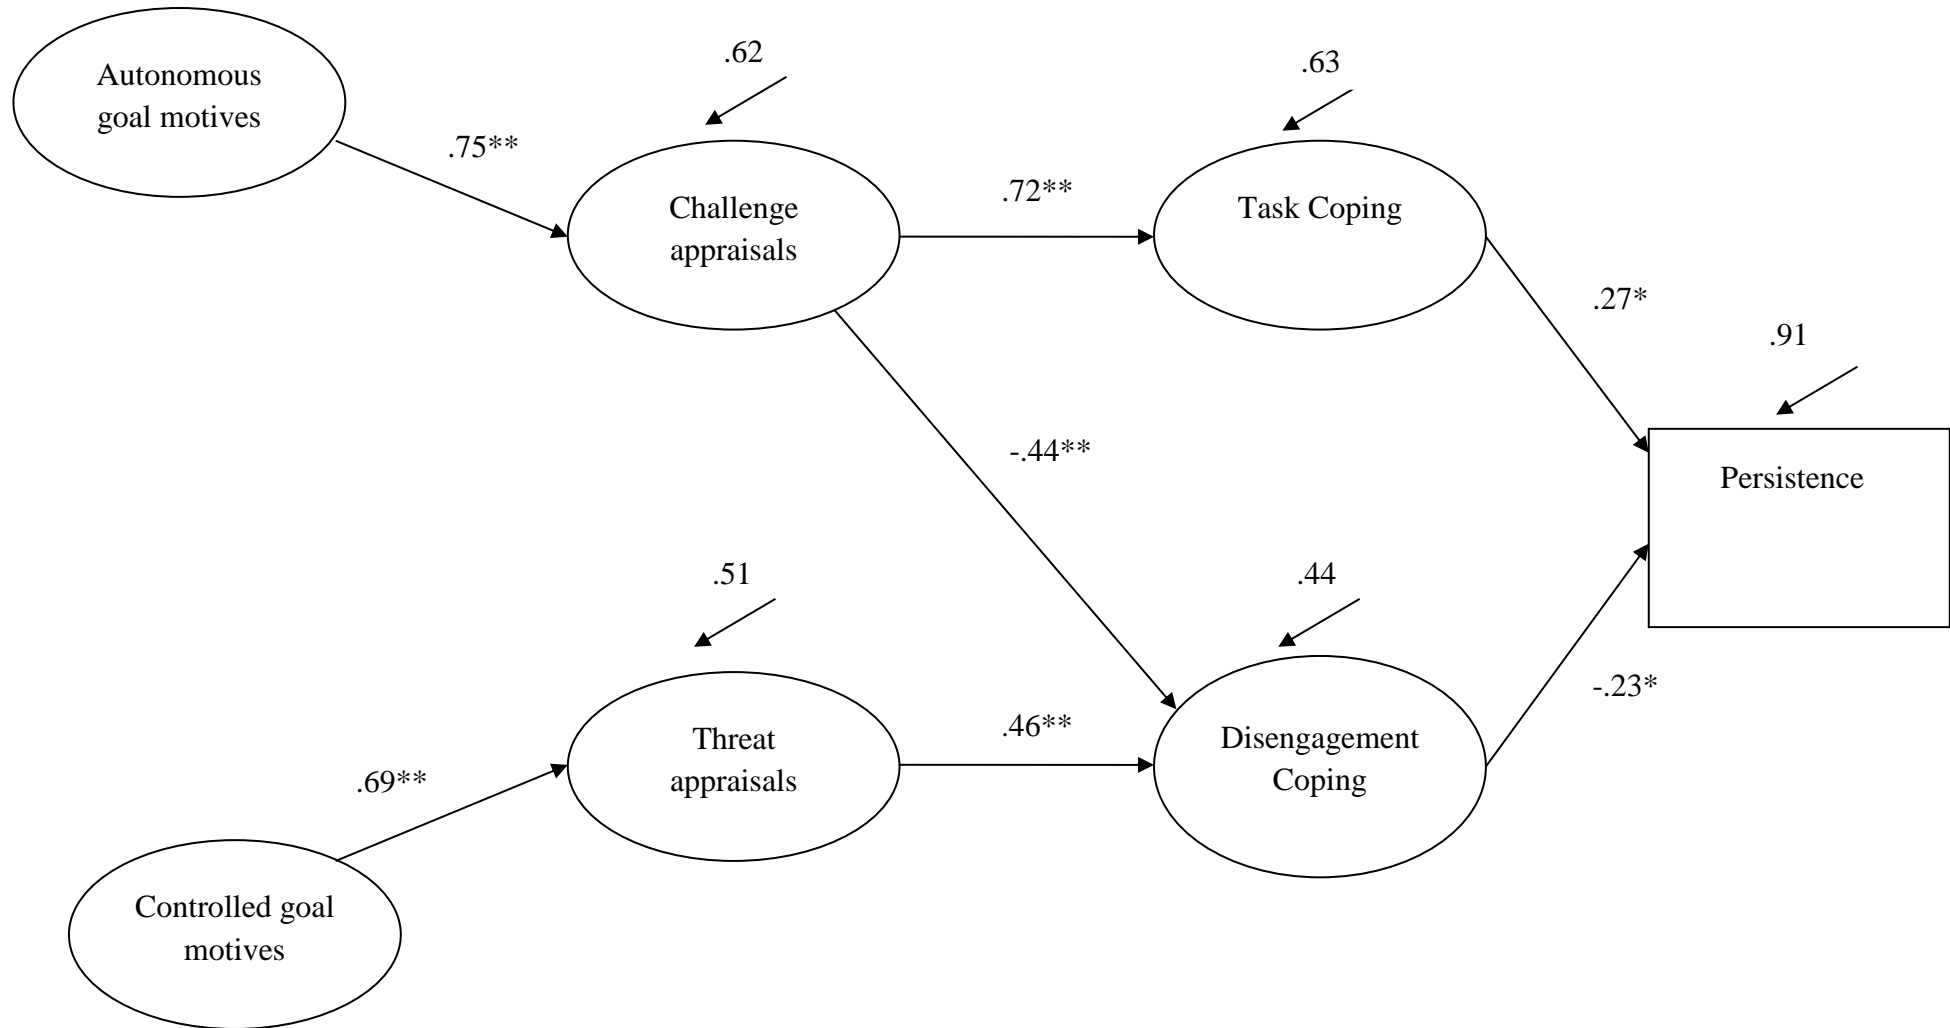 .62
.63
Autonomous
goal motives
.75**
Challenge
appraisals
.72**
Task Coping
.27*
.91
-.44**
Persistence
.51
.44
-.23*
Threat
appraisals
.46**
Disengagement
Coping
.69**
Controlled goal
motives